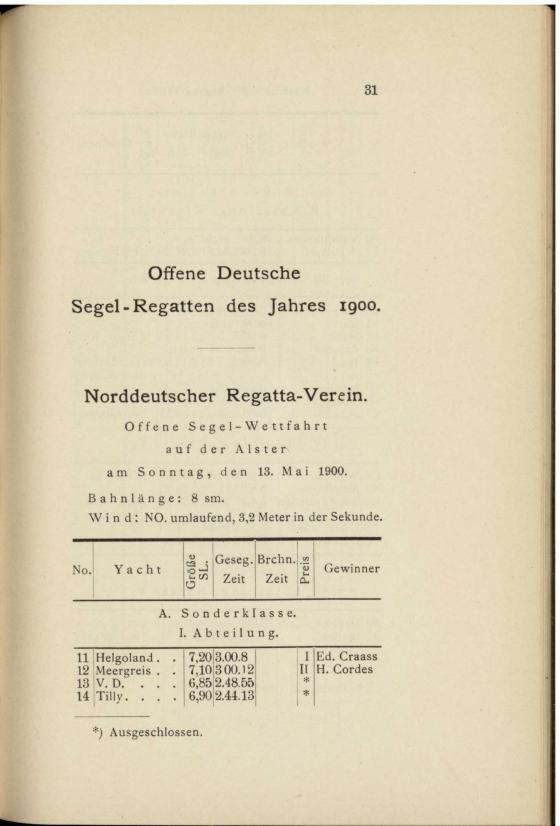 31
Offene Deutsche
Segel-Regatten des Jahres 1900.
Norddeutscher Regatta-Verein.
Offene Segel-Wettfahrt
auf der Alster
am Sonntag, den 13. Mai 1900.
Bahnlänge: 8 sm.
Wind: NO. umlaufend, 3,2 Meter in der Sekunde.
No. Yacht Größe SL. Geseg. Zeit Brchn. Zeit Preis Gewinner
A. Sonderklasse.
I. Abteilung.
11 Helgoland . . 7,20 3.00.8 I Ed. Craass
12 Meergreis . . 7,10 3 00.12 II H. Cordes
13 V. D. . . . 6,85 2.48.55 *
14 Tilly . . . . 6,90 2.44.13 *
*) Ausgeschlossen.